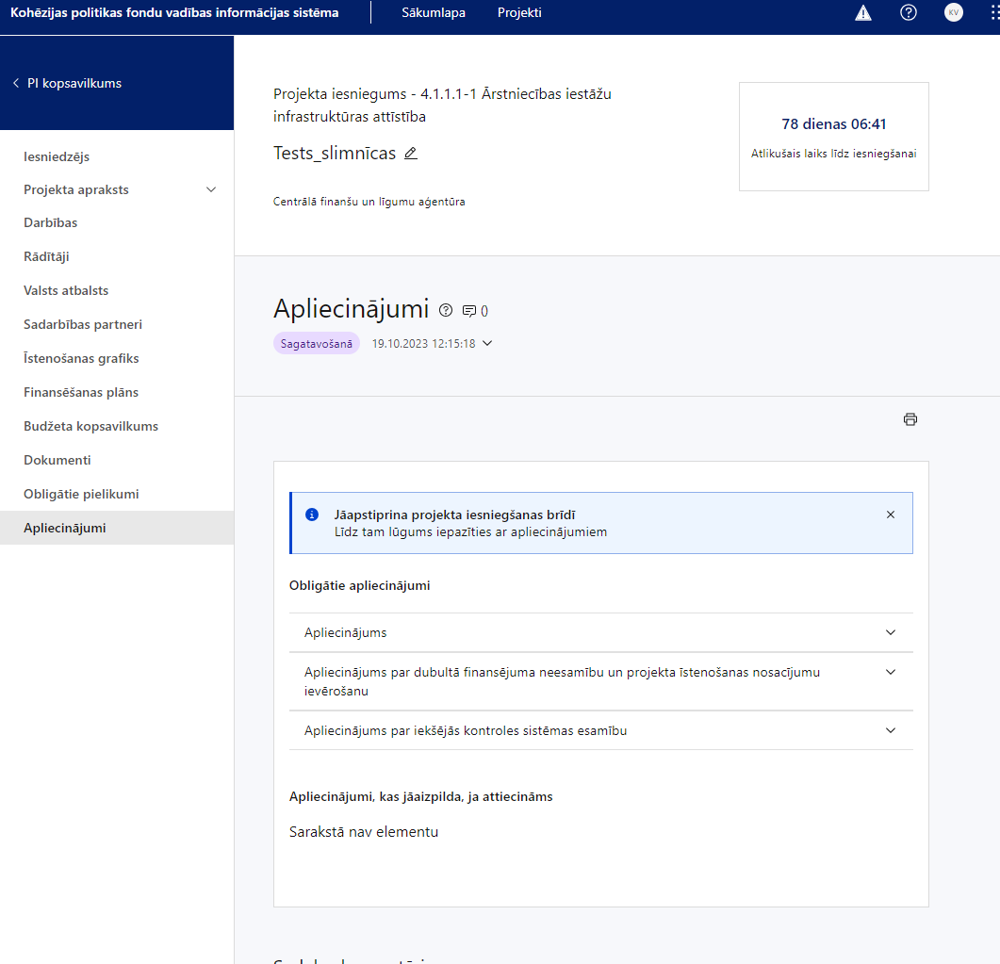 Kohēzijas politikas fondu vadības informācijas sistēma
Sākumlapa
Projekti
KV
PI kopsavilkums
Iesniedzējs
Projekta apraksts
Darbības
Rādītāji
Valsts atbalsts
Sadarbības partneri
Īstenošanas grafiks
Finansēšanas plāns
Budžeta kopsavilkums
Dokumenti
Obligātie pielikumi
Apliecinājumi
Projekta iesniegums - 4.1.1.1-1 Ārstniecības iestāžu
infrastruktūras attīstība
Tests_slimnīcas
Centrālā finanšu un līgumu aģentūra
78 dienas 06:41
Atlikušais laiks līdz iesniegšanai
Apliecinājumi
0
Sagatavošanā
19.10.2023 12:15:18
Jāapstiprina projekta iesniegšanas brīdī
Līdz tam lūgums iepazīties ar apliecinājumiem
Obligātie apliecinājumi
Apliecinājums
Apliecinājums par dubultā finansējuma neesamību un projekta īstenošanas nosacījumu
ievērošanu
Apliecinājums par iekšējās kontroles sistēmas esamību
Apliecinājumi, kas jāaizpilda, ja attiecināms
Sarakstā nav elementu